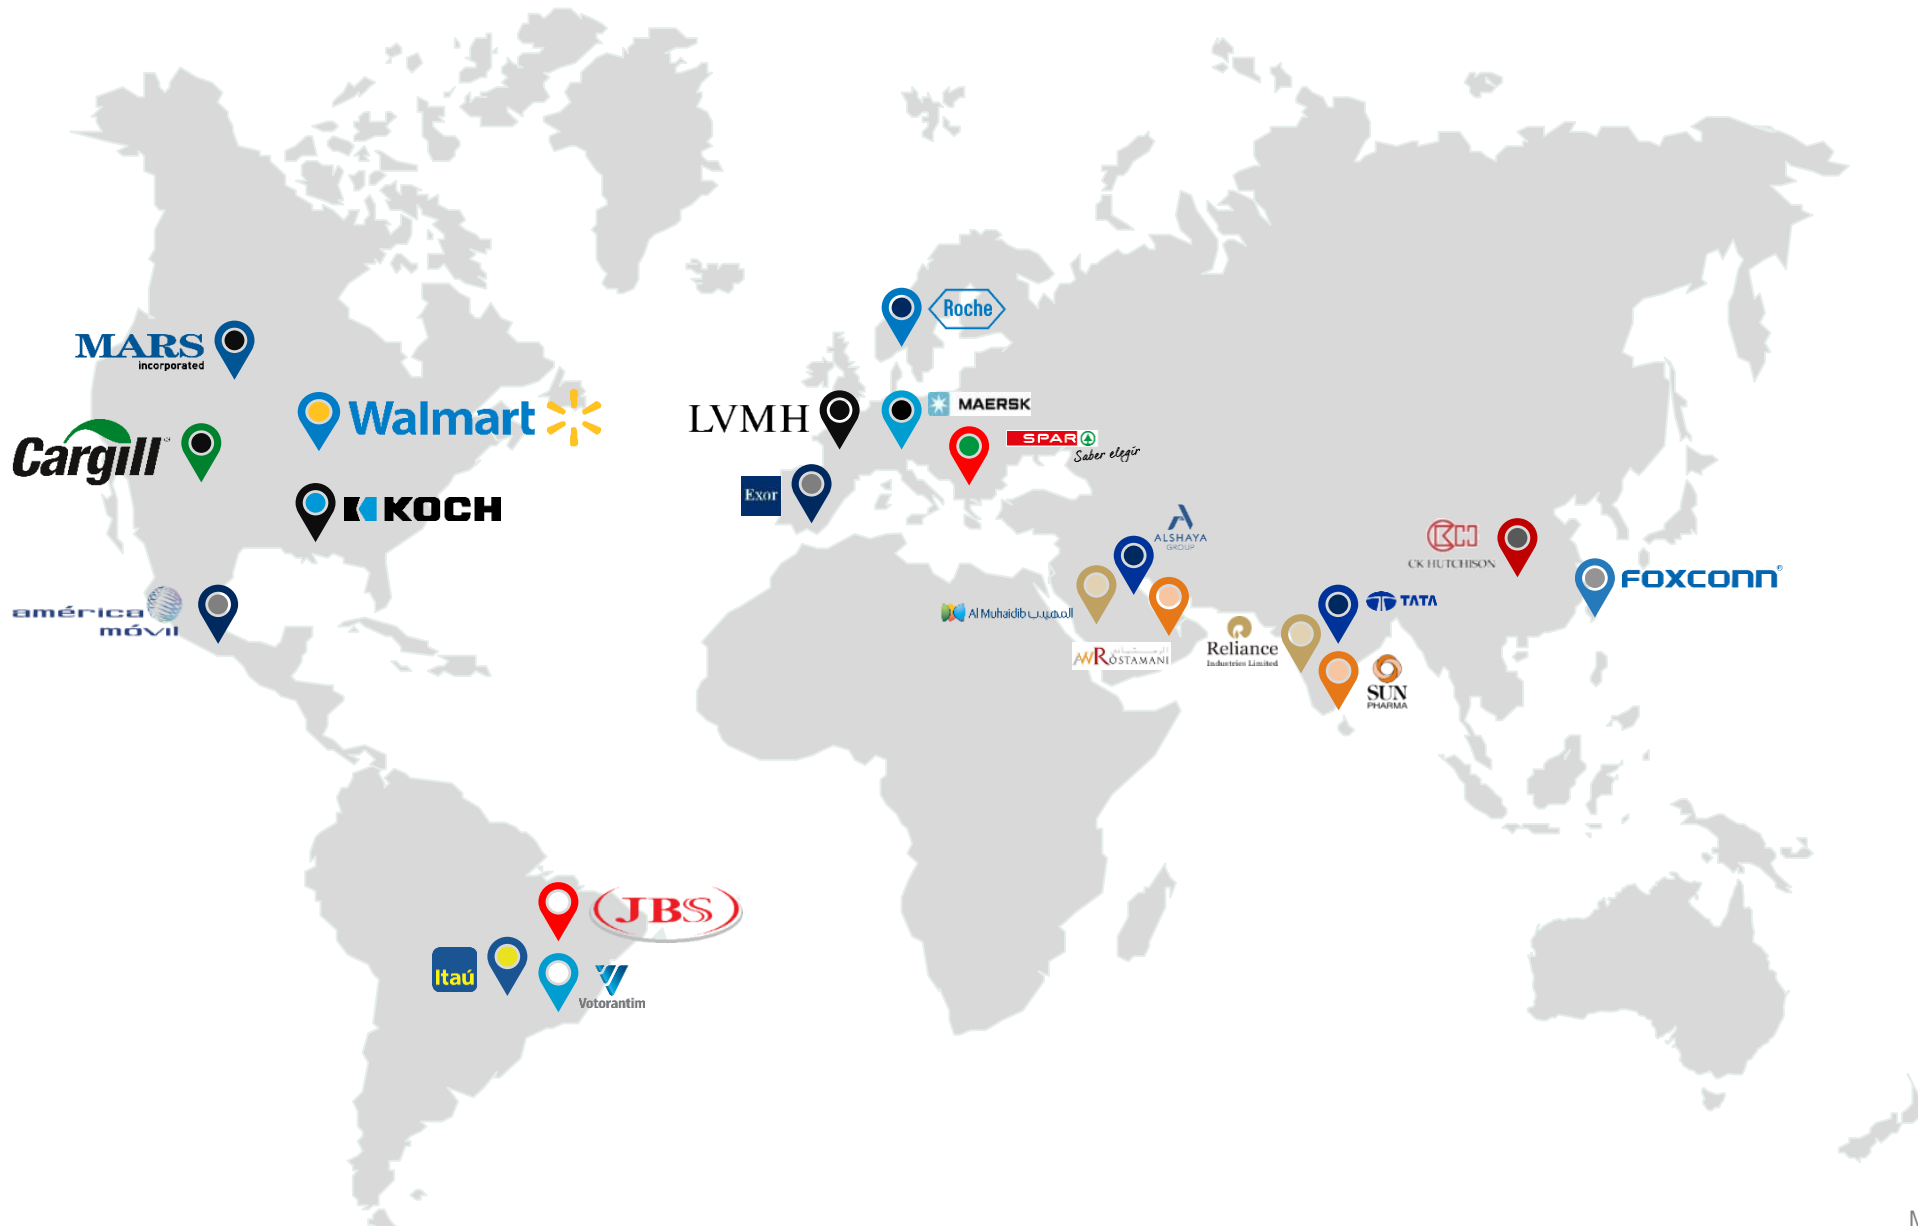 Roche
MARS
incorporated
Walmart
LVMH
MAERSK
Cargill
SPAR
Saber elegir
Exor
KOCH
ALSHAYA
GROUP
CK HUTCHISON
FOXCONN®
américa
móvil
Al Muhaidib المهيدب
TATA
AWROSTAMANI
Reliance
Industries Limited
SUN
PHARMA
JBS
Itaú
Votorantim